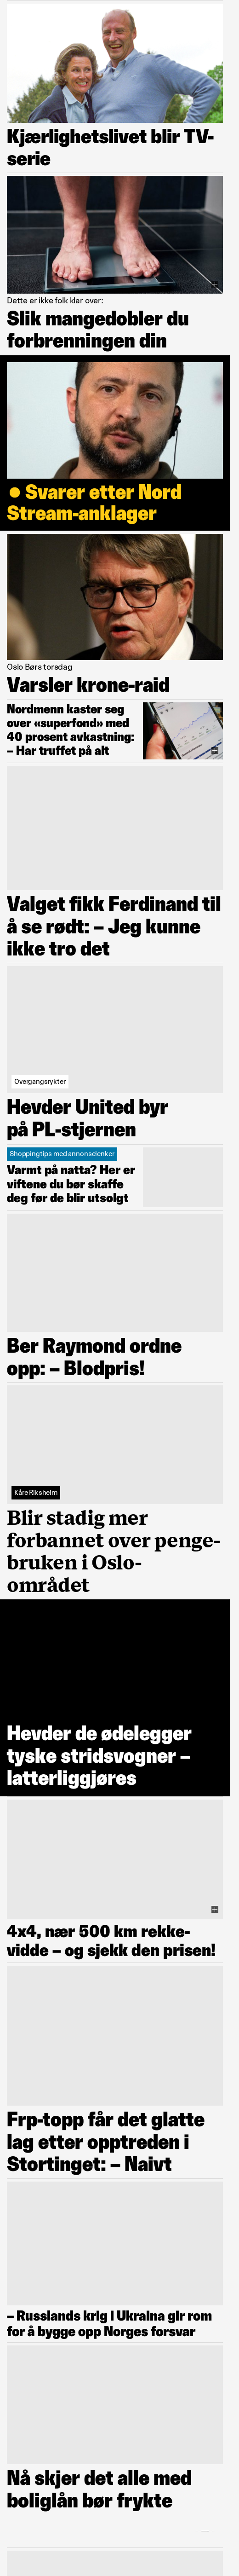 Kjærlighetslivet blir TV-
serie
Dette er ikke folk klar over:
Slik mangedobler du
forbrenningen din
Svarer etter Nord
Stream-anklager
Oslo Børs torsdag
Varsler krone-raid
Nordmenn kaster seg
over «superfond» med
40 prosent avkastning:
– Har truffet på alt
Valget fikk Ferdinand til
å se rødt: – Jeg kunne
ikke tro det
Overgangsrykter
Hevder United byr
på PL-stjernen
Shoppingtips med annonselenker
Varmt på natta? Her er
viftene du bør skaffe
deg før de blir utsolgt
Ber Raymond ordne
opp: – Blodpris!
Kåre Riksheim
Blir stadig mer
forbannet over penge-
bruken i Oslo-
området
Hevder de ødelegger
tyske stridsvogner –
latterliggjøres
4x4, nær 500 km rekke-
vidde – og sjekk den prisen!
Frp-topp får det glatte
lag etter opptreden i
Stortinget: – Naivt
– Russlands krig i Ukraina gir rom
for å bygge opp Norges forsvar
Nå skjer det alle med
boliglån bør frykte